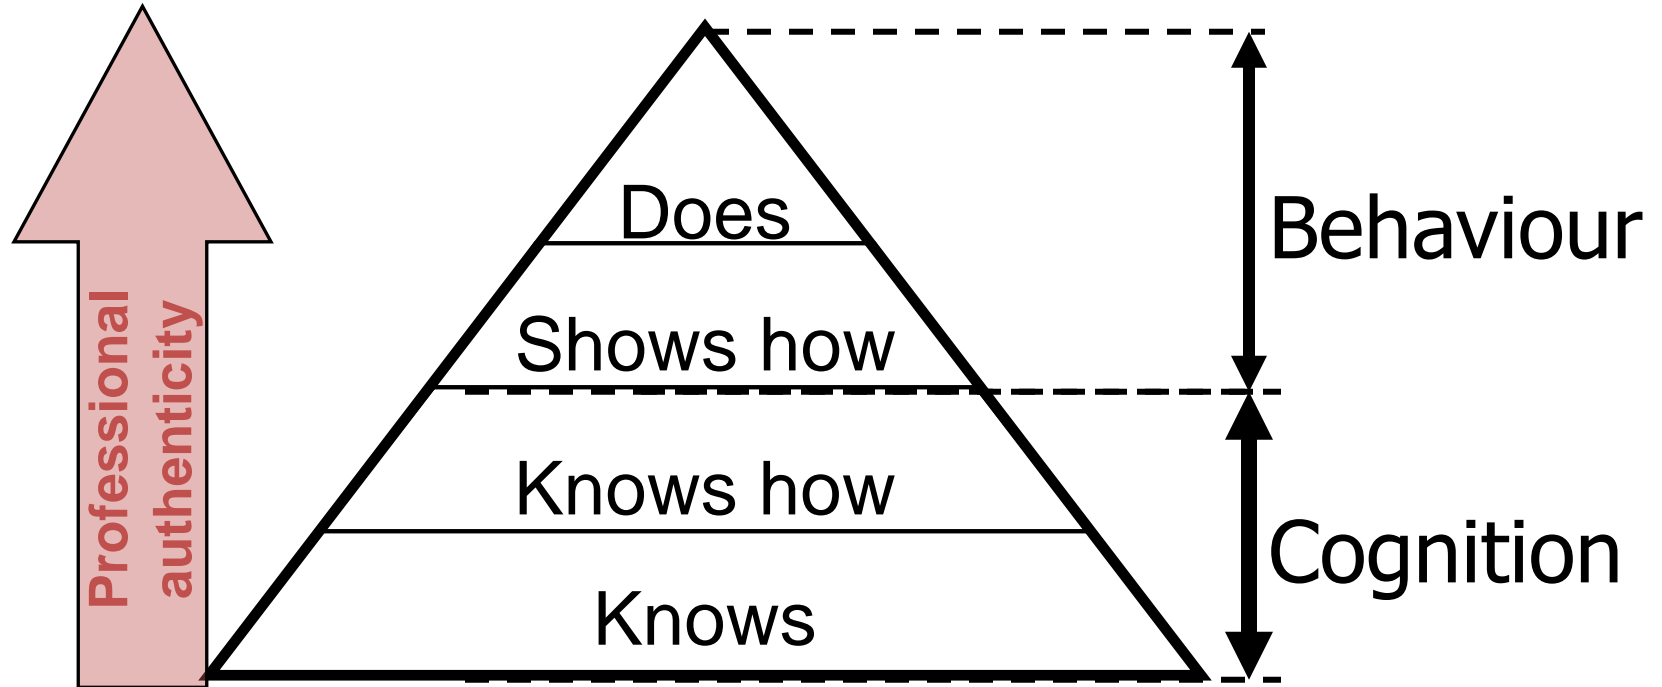 Professional
authenticity
Does
Shows how
Knows how
Knows
Behaviour
Cognition